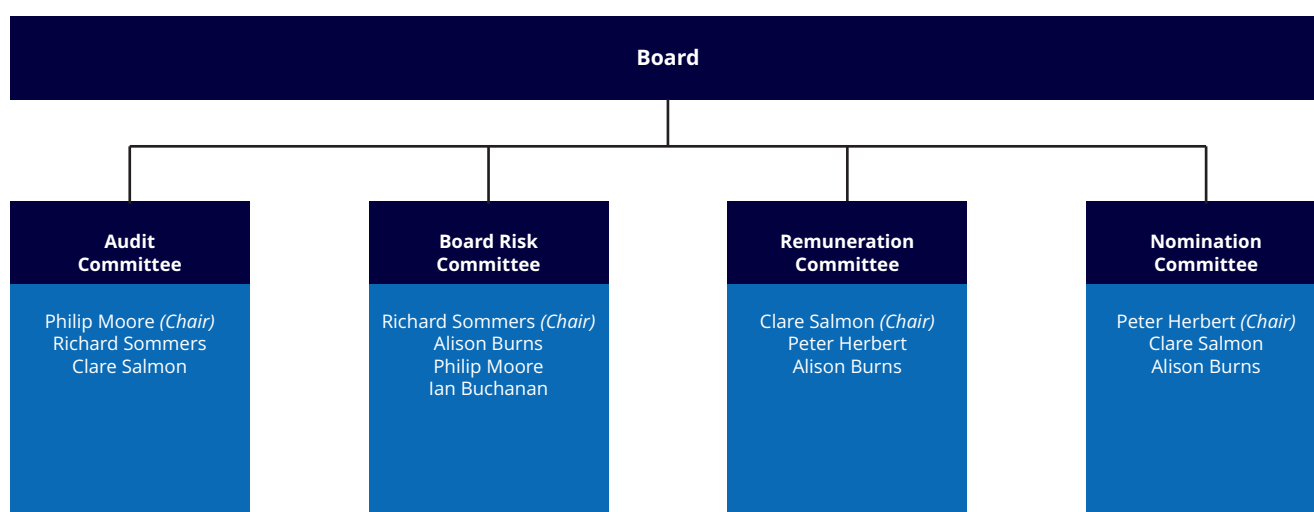 Board
Audit
Committee
Philip Moore (Chair)
Richard Sommers
Clare Salmon
Board Risk
Committee
Richard Sommers (Chair)
Alison Burns
Philip Moore
Ian Buchanan
Remuneration
Committee
Clare Salmon (Chair)
Peter Herbert
Alison Burns
Nomination
Committee
Peter Herbert (Chair)
Clare Salmon
Alison Burns